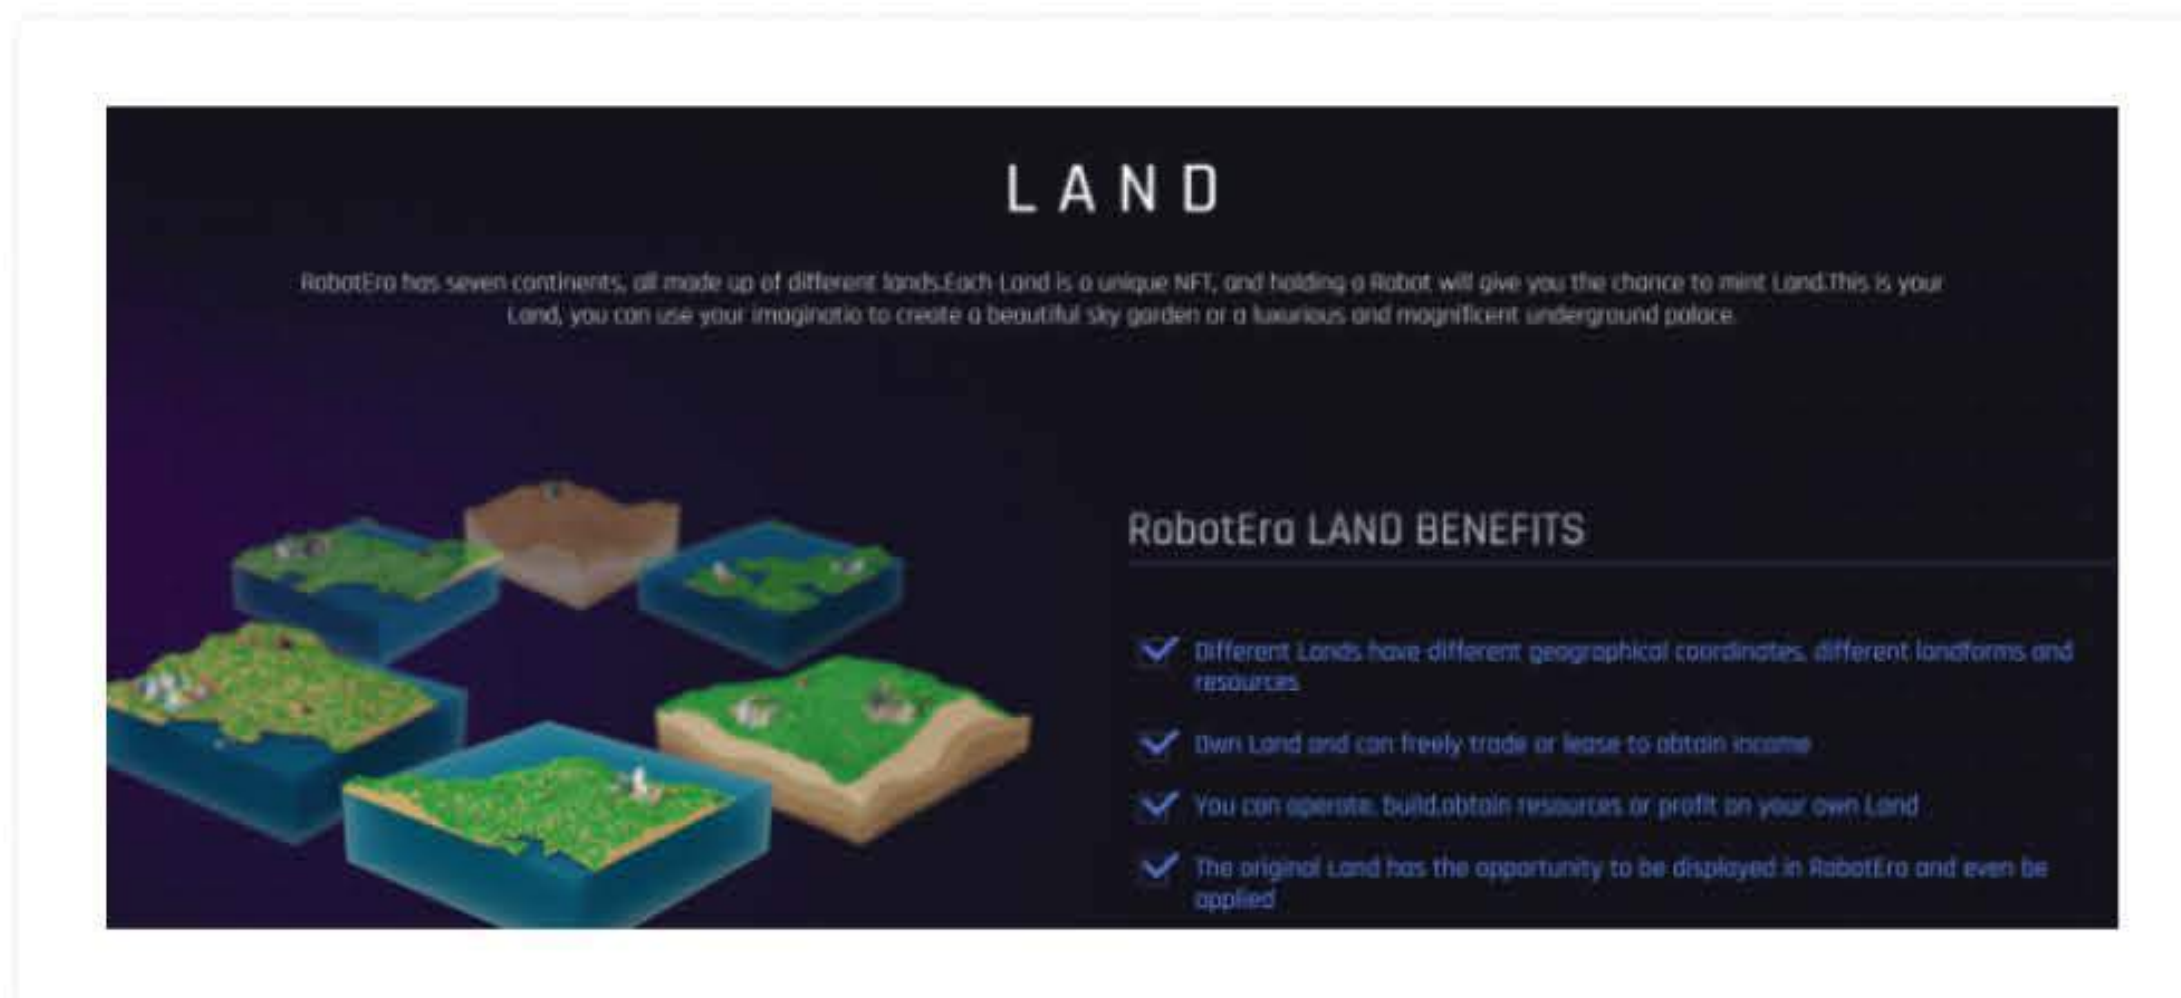 LAND
RobotEra has seven continents, all made up of different lands.Each Land is a unique NFT, and holding a Robot will give you the chance to mint Land.This is your
Land, you can use your imaginatio to create a beautiful sky garden or a luxurious and magnificent underground palace.
RobotEra LAND BENEFITS
Different Lands have different geographical coordinates, different landforms and
resources
Own Land and can freely trade or lease to obtain income
You can operate, build,obtain resources or profit on your own Land
The original Land has the opportunity to be displayed in RobotEra and even be
applied